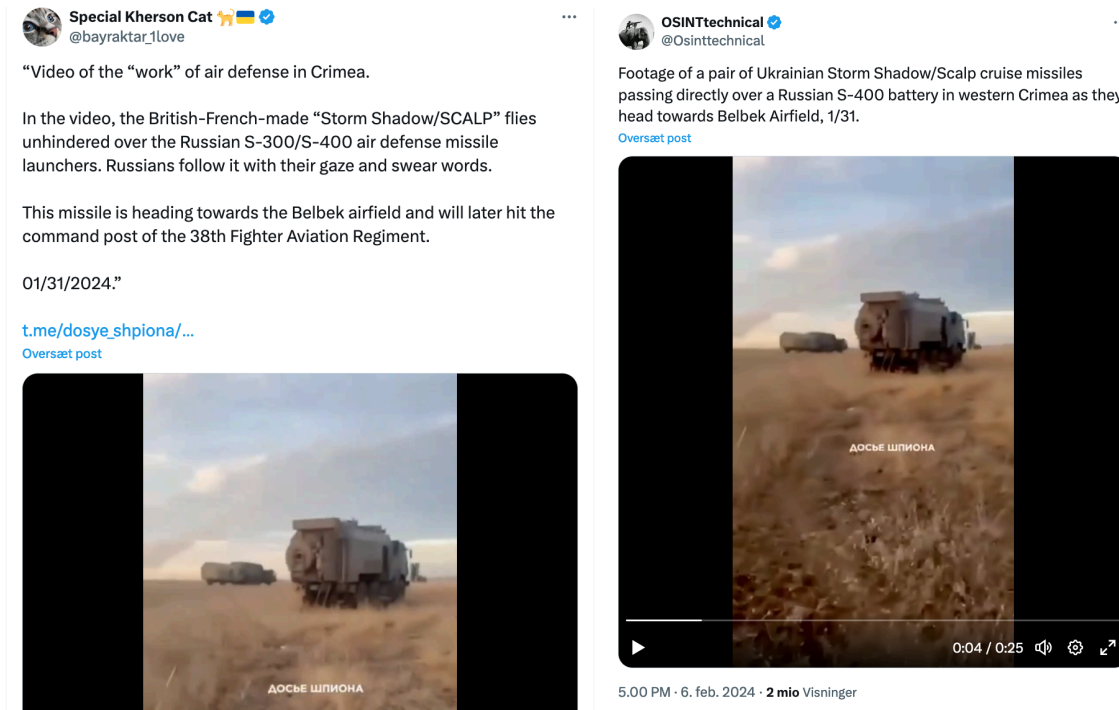 Special Kherson Cat
@bayraktar_1love
“Video of the “work” of air defense in Crimea.
In the video, the British-French-made “Storm Shadow/SCALP” flies
unhindered over the Russian S-300/S-400 air defense missile
launchers. Russians follow it with their gaze and swear words.
This missile is heading towards the Belbek airfield and will later hit the
command post of the 38th Fighter Aviation Regiment.
01/31/2024.”
t.me/dosye_shpiona/...
Oversæt post
ДОСЬЕ ШПИОНА
OSINTtechnical
@Osinttechnical
Footage of a pair of Ukrainian Storm Shadow/Scalp cruise missiles
passing directly over a Russian S-400 battery in western Crimea as they
head towards Belbek Airfield, 1/31.
Oversæt post
ДОСЬЕ ШПИОНА
0:04 / 0:25
5.00 PM · 6. feb. 2024 · 2 mio Visninger